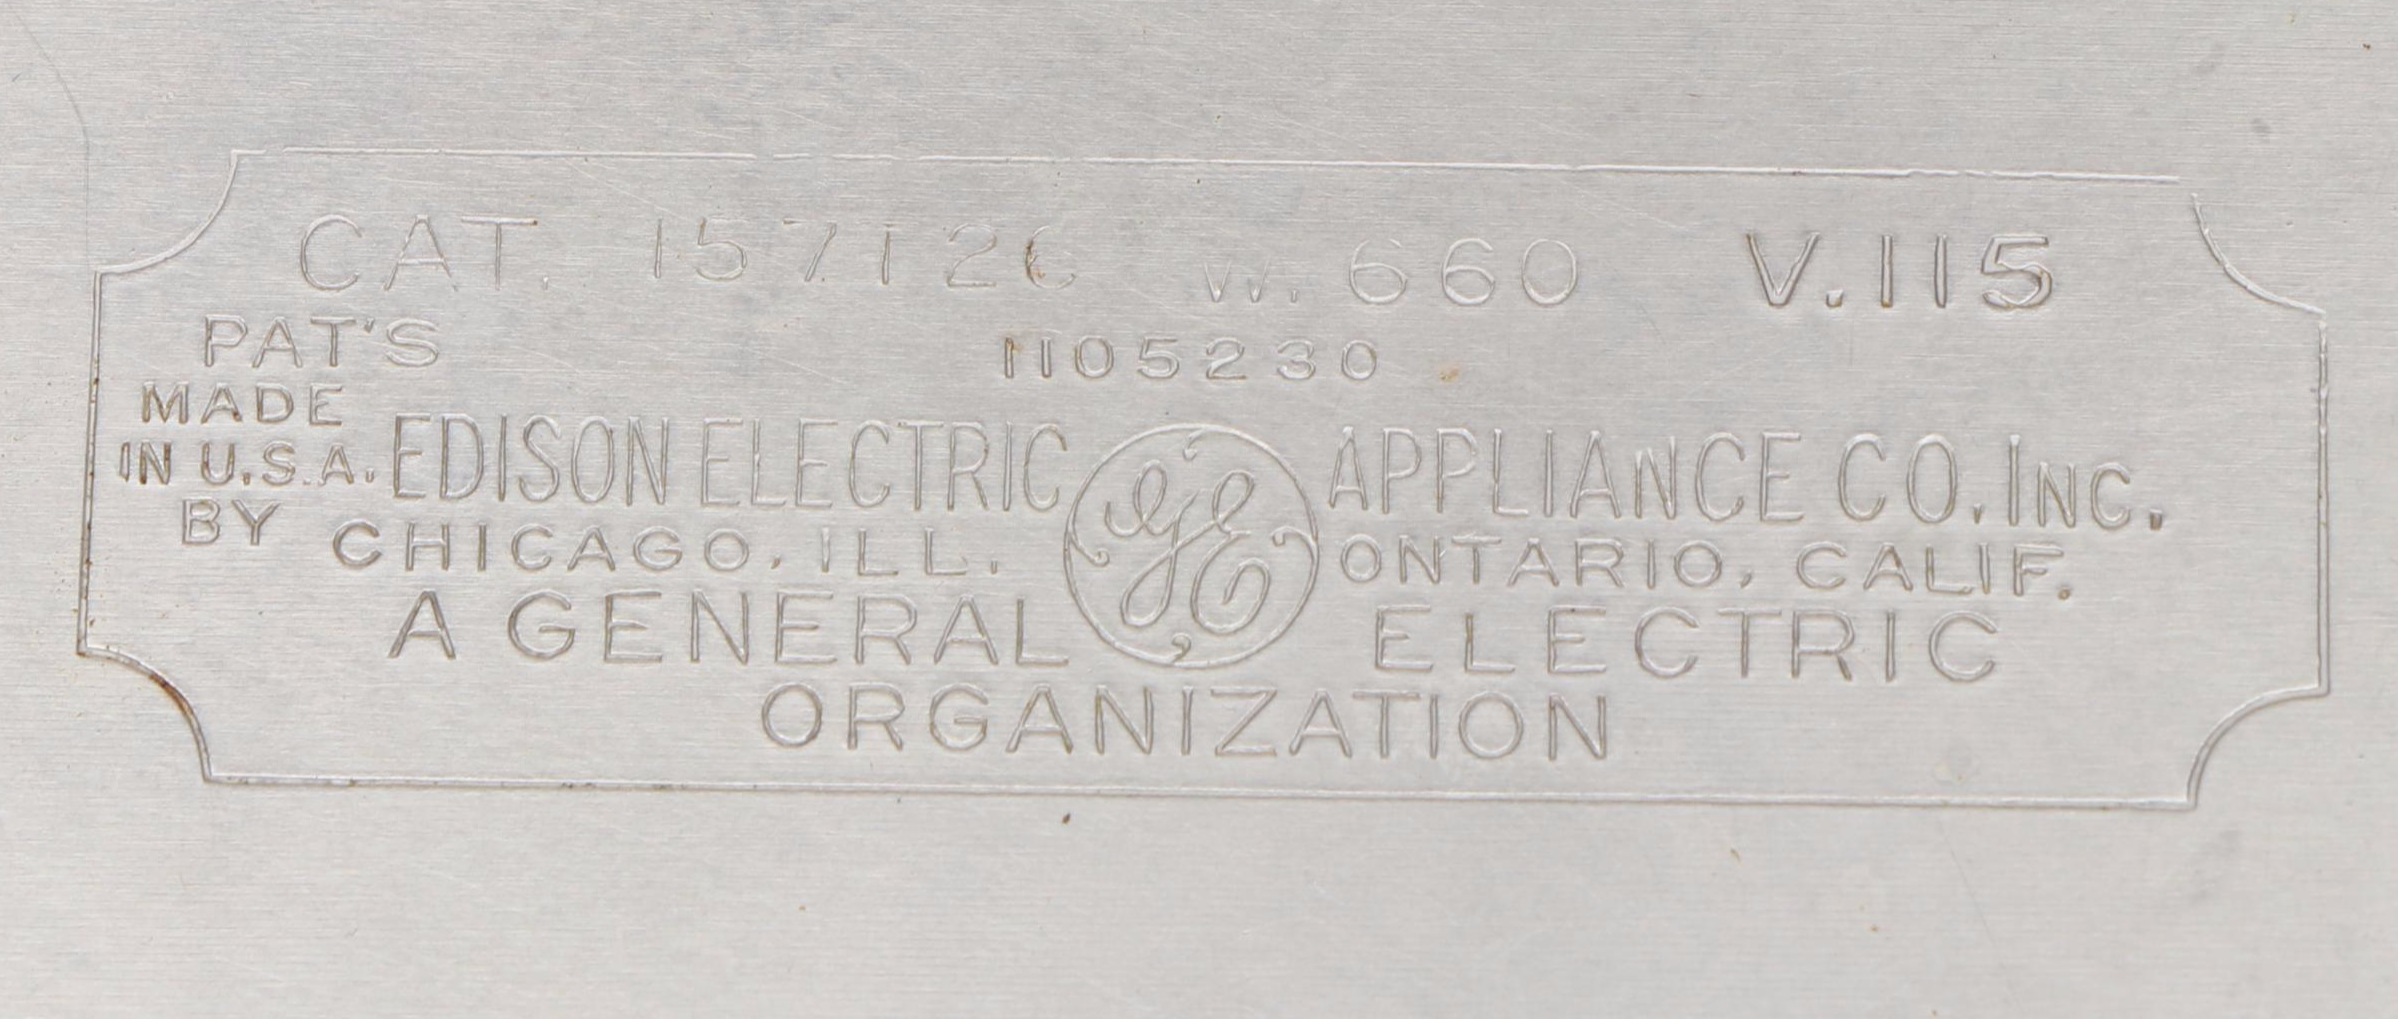 CAT. 157T26 W. 660 V. 115
PAT'S 1105230
MADE
IN U.S.A.
BY
EDISON ELECTRIC GE APPLIANCE CO. INC.
CHICAGO, ILL. ONTARIO, CALIF.
A GENERAL ELECTRIC
ORGANIZATION